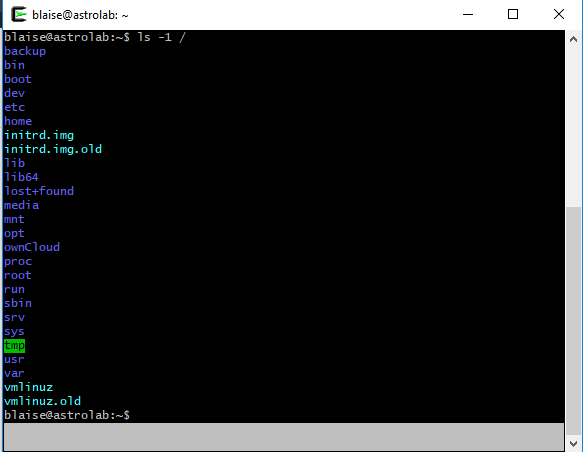 blaise@astrolab: ~
blaise@astrolab:~$ ls -1 /
backup
bin
boot
dev
etc
home
initrd.img
initrd.img.old
lib
lib64
lost+found
media
mnt
opt
ownCloud
proc
root
run
sbin
srv
sys
tmp
usr
var
vmlinuz
vmlinuz.old
blaise@astrolab:~$